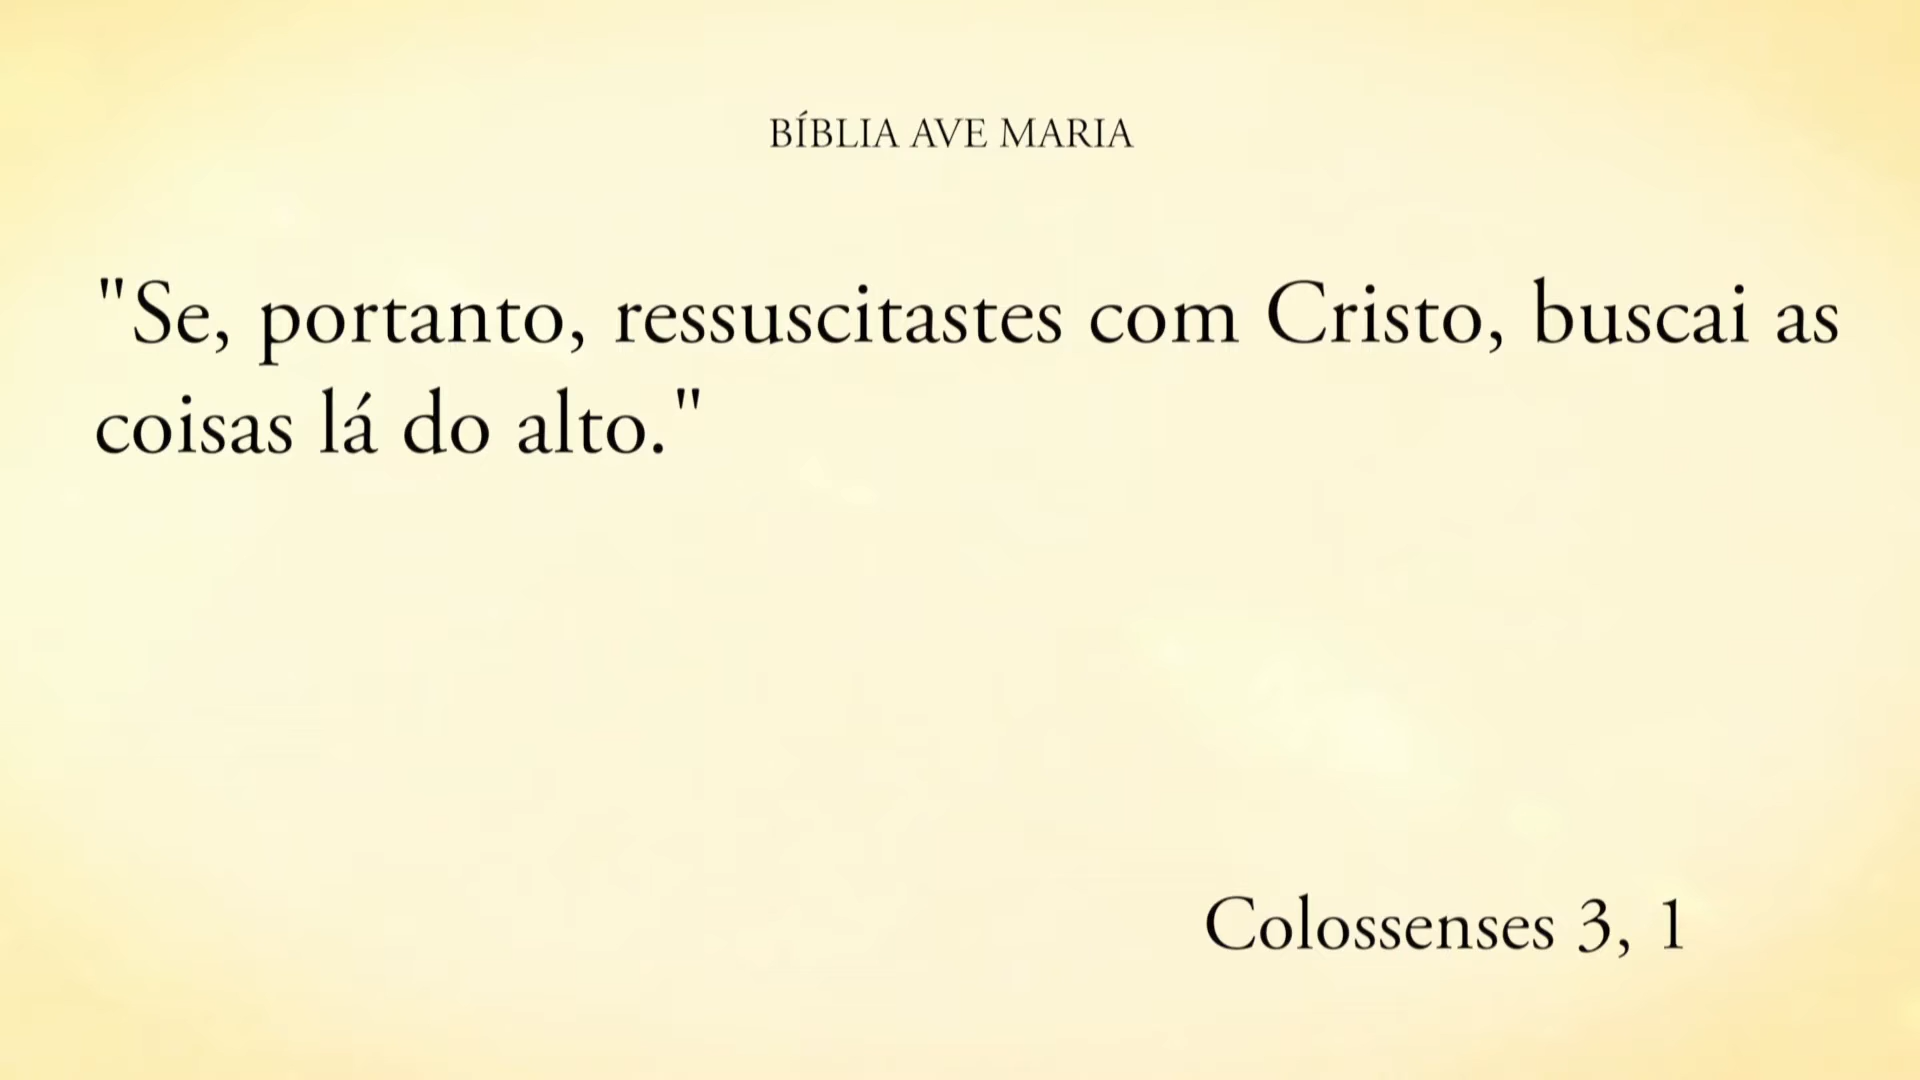 BÍBLIA AVE MARIA
"Se, portanto, ressuscitastes com Cristo, buscai as
coisas lá do alto."
Colossenses 3, 1